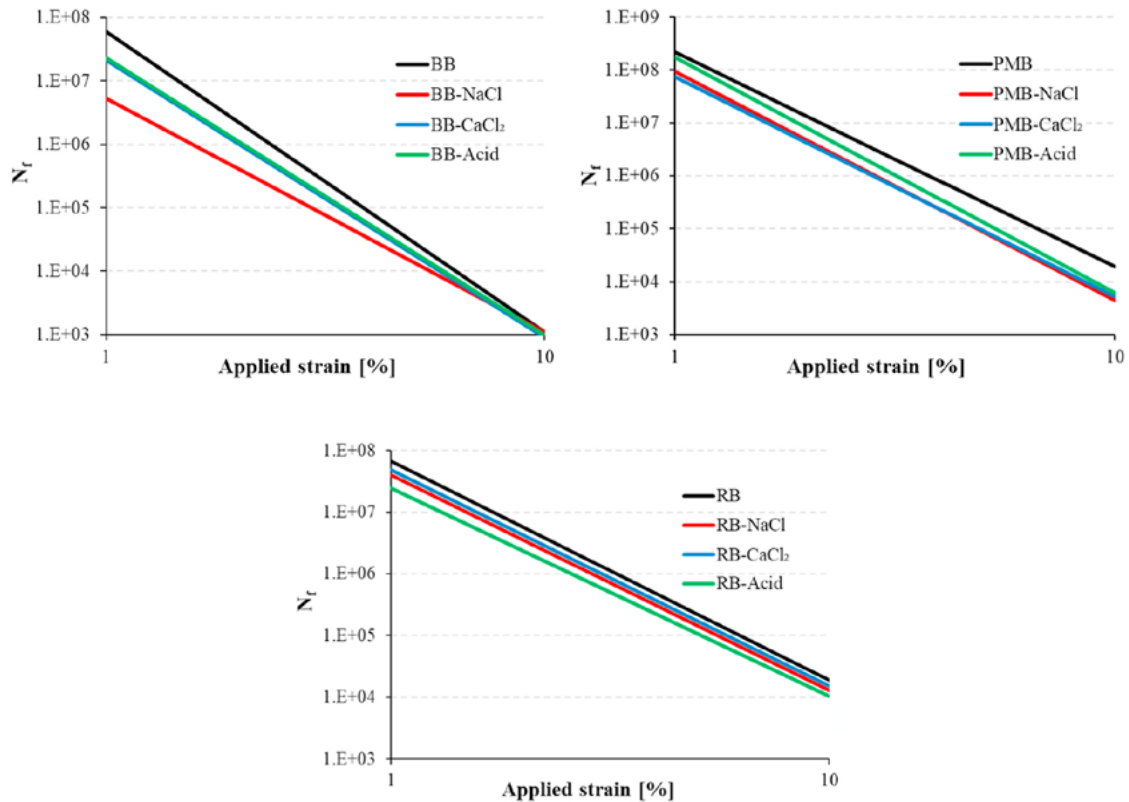 1.E+08
1.E+07
1.E+06
1.E+05
1.E+04
1.E+03
Nf
1
10
Applied strain [%]
BB
BB-NaCl
BB-CaCl₂
BB-Acid
1.E+09
1.E+08
1.E+07
1.E+06
1.E+05
1.E+04
1.E+03
Nf
1
10
Applied strain [%]
PMB
PMB-NaCl
PMB-CaCl₂
PMB-Acid
1.E+08
1.E+07
1.E+06
1.E+05
1.E+04
1.E+03
Nf
1
10
Applied strain [%]
RB
RB-NaCl
RB-CaCl₂
RB-Acid